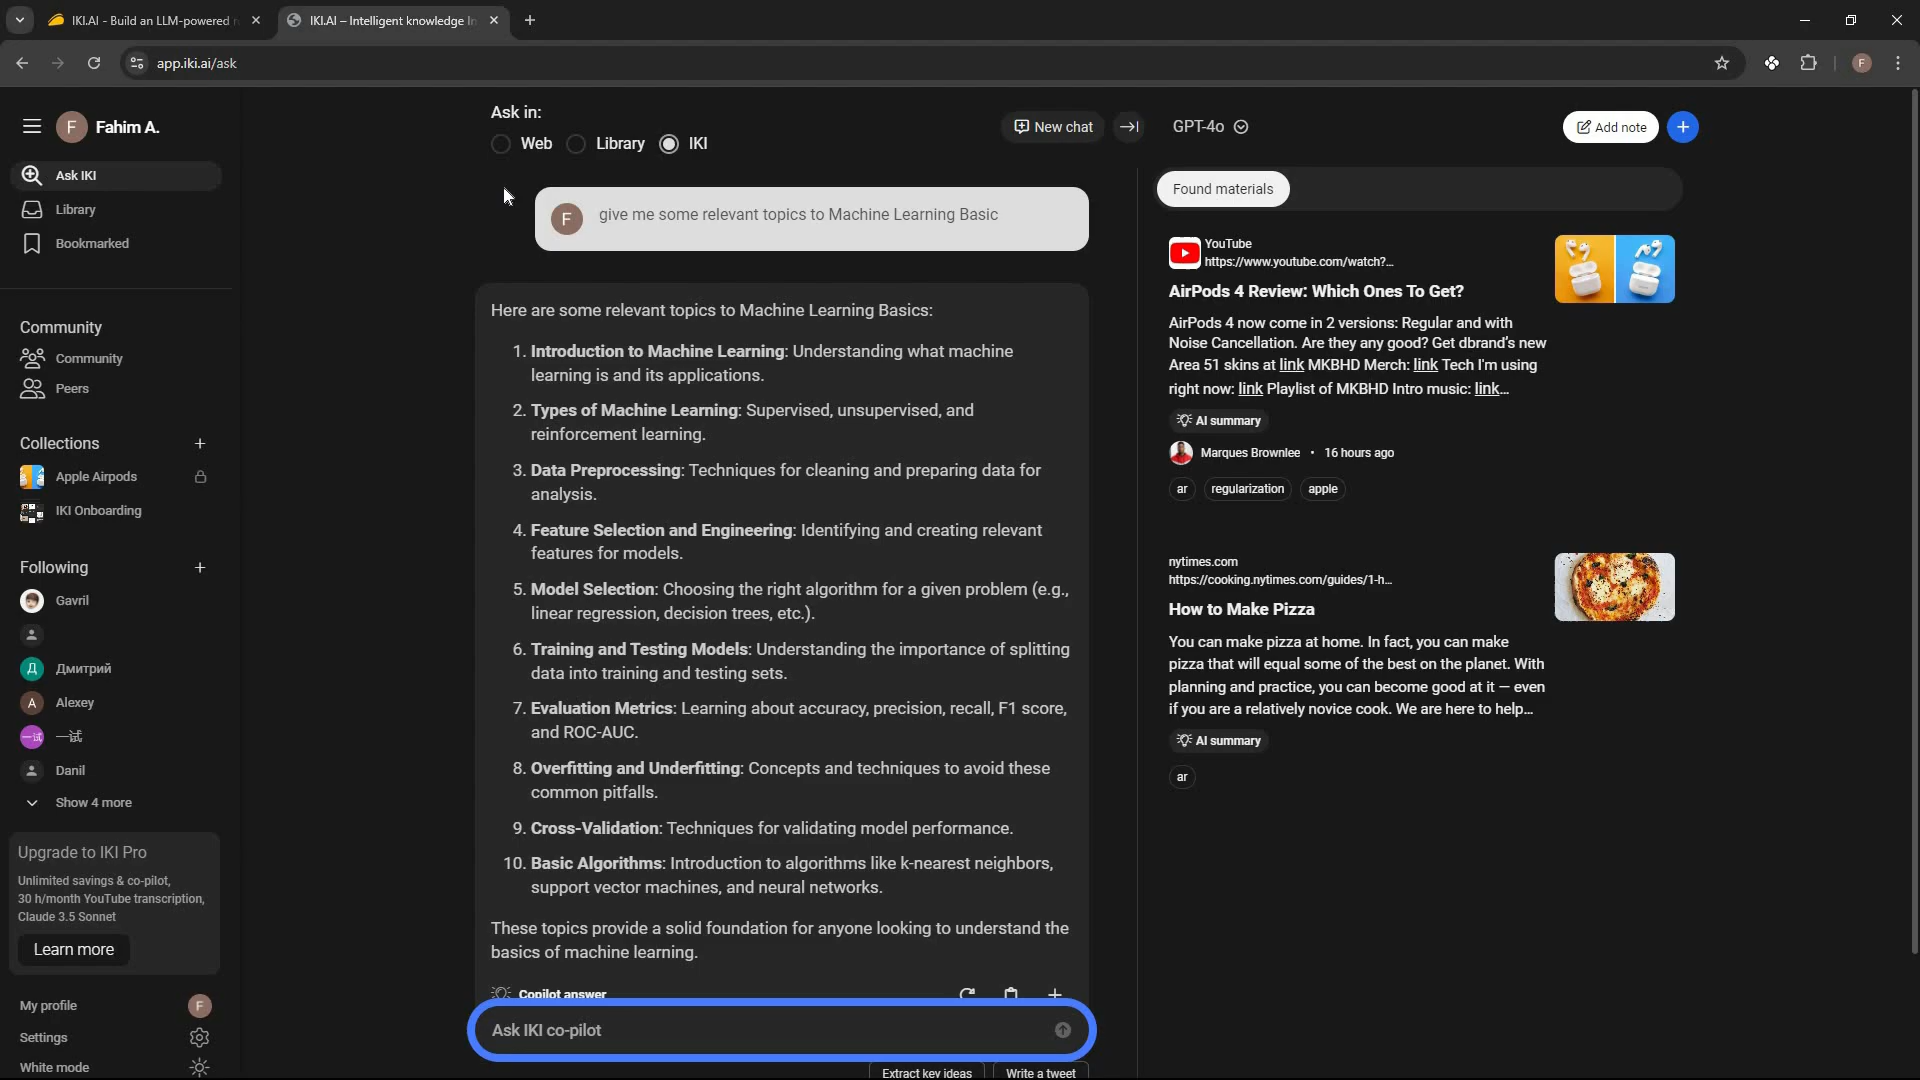 IKI.AI - Build an LLM-powered
IKI.AI – Intelligent knowledge
app.iki.ai/ask
F
F
Fahim A.
Ask IKI
Library
Bookmarked
Community
Community
Peers
Collections
Apple Airpods
IKI Onboarding
Following
Gavril
Д Дмитрий
A Alexey
一试 一试
Danil
Show 4 more
Upgrade to IKI Pro
Unlimited savings & co-pilot,
30 h/month YouTube transcription,
Claude 3.5 Sonnet
Learn more
My profile F
Settings
White mode
Ask in:
Web Library IKI
New chat
F give me some relevant topics to Machine Learning Basic
Here are some relevant topics to Machine Learning Basics:
1. Introduction to Machine Learning: Understanding what machine
learning is and its applications.
2. Types of Machine Learning: Supervised, unsupervised, and
reinforcement learning.
3. Data Preprocessing: Techniques for cleaning and preparing data for
analysis.
4. Feature Selection and Engineering: Identifying and creating relevant
features for models.
5. Model Selection: Choosing the right algorithm for a given problem (e.g.,
linear regression, decision trees, etc.).
6. Training and Testing Models: Understanding the importance of splitting
data into training and testing sets.
7. Evaluation Metrics: Learning about accuracy, precision, recall, F1 score,
and ROC-AUC.
8. Overfitting and Underfitting: Concepts and techniques to avoid these
common pitfalls.
9. Cross-Validation: Techniques for validating model performance.
10. Basic Algorithms: Introduction to algorithms like k-nearest neighbors,
support vector machines, and neural networks.
These topics provide a solid foundation for anyone looking to understand the
basics of machine learning.
Copilot answer
Ask IKI co-pilot
Extract key ideas Write a tweet
GPT-4o
Add note
Found materials
YouTube
https://www.youtube.com/watch?...
AirPods 4 Review: Which Ones To Get?
AirPods 4 now come in 2 versions: Regular and with
Noise Cancellation. Are they any good? Get dbrand's new
Area 51 skins at link MKBHD Merch: link Tech I'm using
right now: link Playlist of MKBHD Intro music: link...
AI summary
Marques Brownlee • 16 hours ago
ar regularization apple
nytimes.com
https://cooking.nytimes.com/guides/1-h...
How to Make Pizza
You can make pizza at home. In fact, you can make
pizza that will equal some of the best on the planet. With
planning and practice, you can become good at it — even
if you are a relatively novice cook. We are here to help...
AI summary
ar